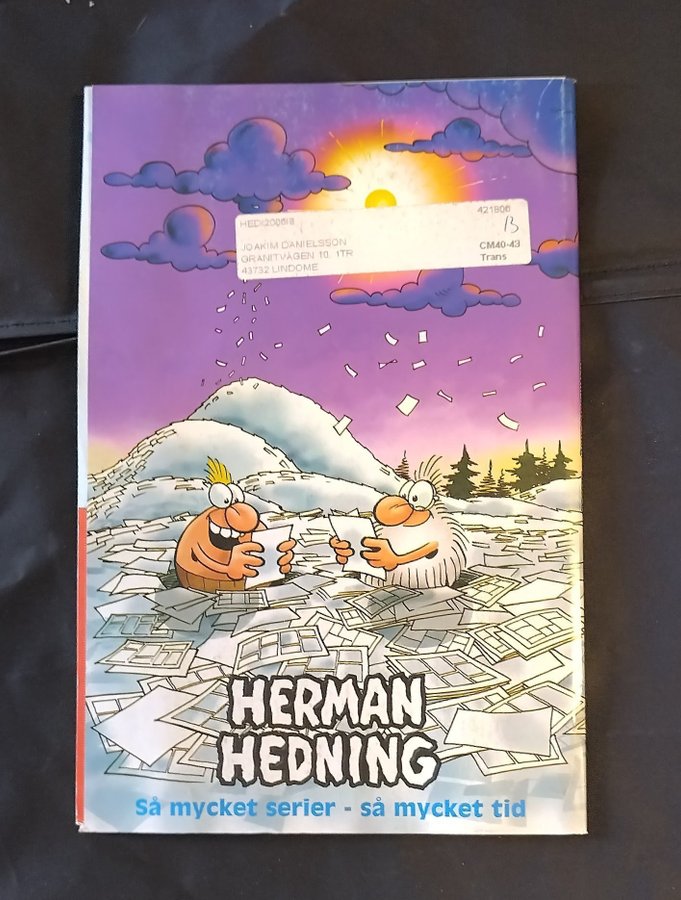 HEDI2006/8
421806
B
JOAKIM DANIELSSON
GRANITVÄGEN 10, 1TR
43732 LINDOME
CM40-43
Trans
HERMAN
HEDNING
Så mycket serier - så mycket tid